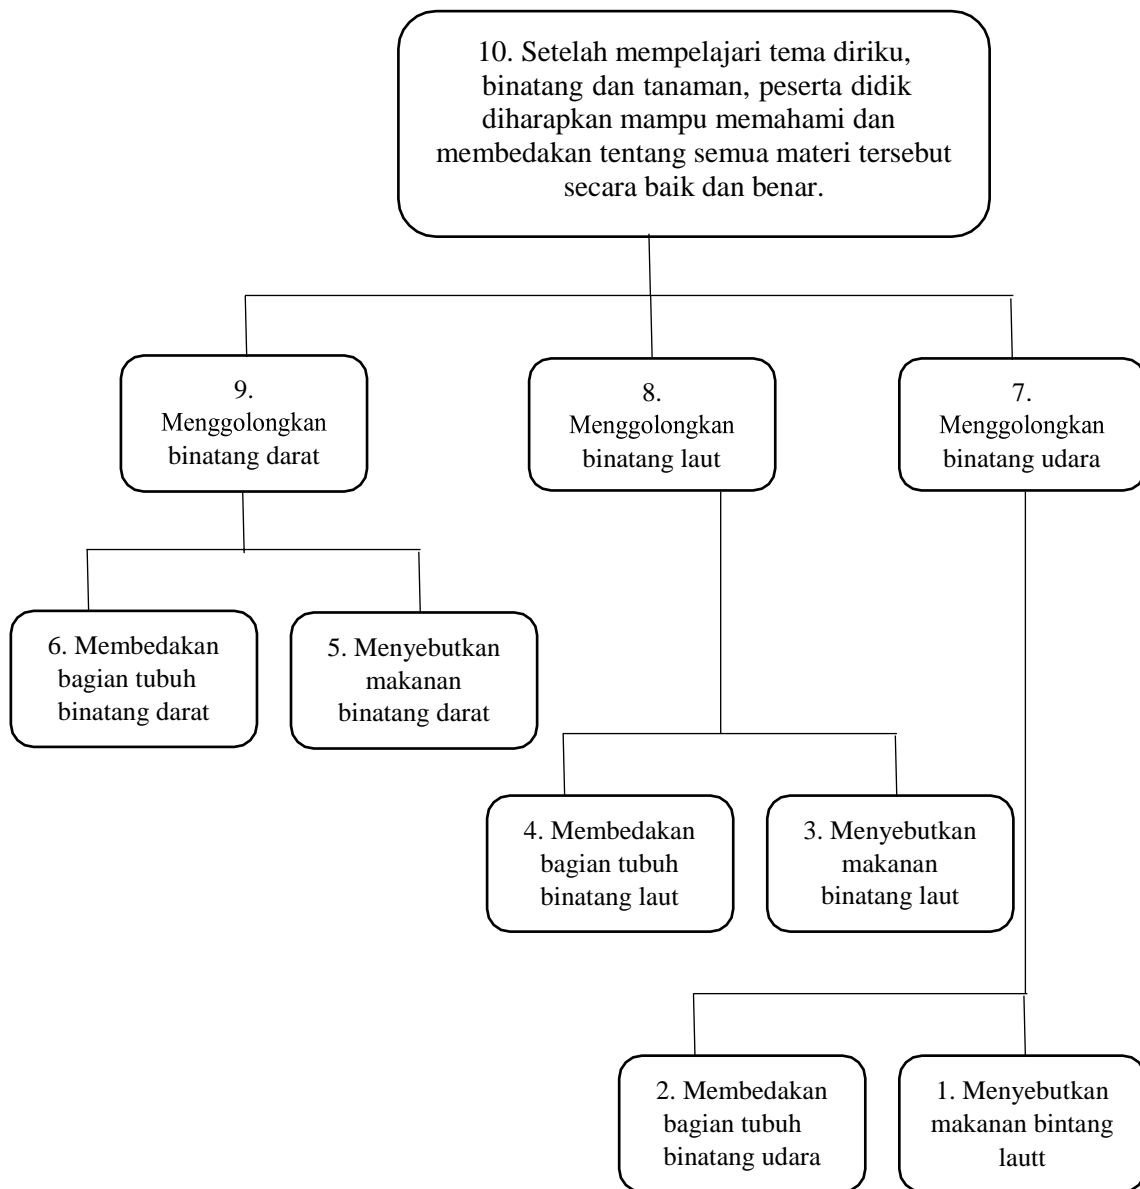 10. Setelah mempelajari tema diriku,
binatang dan tanaman, peserta didik
diharapkan mampu memahami dan
membedakan tentang semua materi tersebut
secara baik dan benar.
9.
Menggolongkan
binatang darat
8.
Menggolongkan
binatang laut
7.
Menggolongkan
binatang udara
6. Membedakan
bagian tubuh
binatang darat
5. Menyebutkan
makanan
binatang darat
4. Membedakan
bagian tubuh
binatang laut
3. Menyebutkan
makanan
binatang laut
2. Membedakan
bagian tubuh
binatang udara
1. Menyebutkan
makanan bintang
lautt